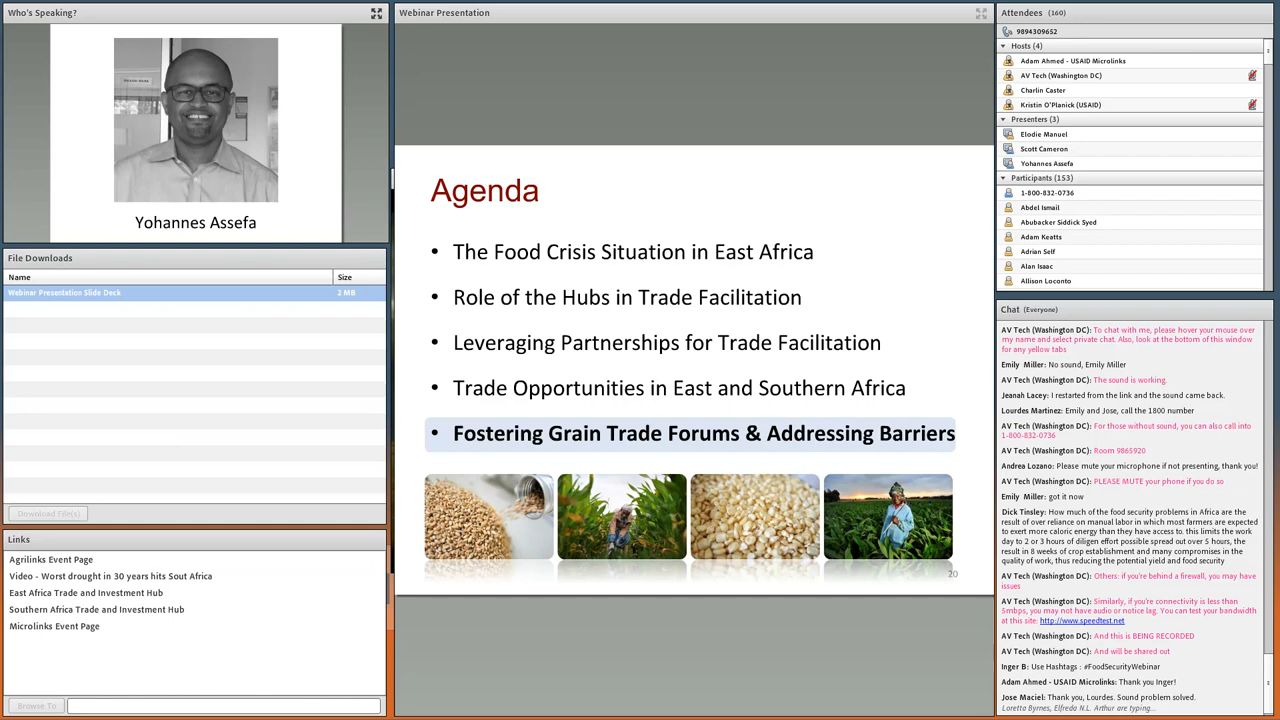 Who's Speaking?
Yohannes Assefa
File Downloads
Name Size
Webinar Presentation Slide Deck 2 MB
Download File(s)
Links
Agrilinks Event Page
Video - Worst drought in 30 years hits Sout Africa
East Africa Trade and Investment Hub
Southern Africa Trade and Investment Hub
Microlinks Event Page
Browse To
Webinar Presentation
Agenda
• The Food Crisis Situation in East Africa
• Role of the Hubs in Trade Facilitation
• Leveraging Partnerships for Trade Facilitation
• Trade Opportunities in East and Southern Africa
• Fostering Grain Trade Forums & Addressing Barriers
20
Attendees (160)
9894309652
Hosts (4)
Adam Ahmed - USAID Microlinks
AV Tech (Washington DC)
Charlin Caster
Kristin O'Planick (USAID)
Presenters (3)
Elodie Manuel
Scott Cameron
Yohannes Assefa
Participants (153)
1-800-832-0736
Abdel Ismail
Abubacker Siddick Syed
Adam Keatts
Adrian Self
Alan Isaac
Allison Loconto
Chat (Everyone)
AV Tech (Washington DC): To chat with me, please hover your mouse over
my name and select private chat. Also, look at the bottom of this window
for any yellow tabs
Emily Miller: No sound, Emily Miller
AV Tech (Washington DC): The sound is working.
Jeanah Lacey: I restarted from the link and the sound came back.
Lourdes Martinez: Emily and Jose, call the 1800 number
AV Tech (Washington DC): For those without sound, you can also call into
1-800-832-0736
AV Tech (Washington DC): Room 9865920
Andrea Lozano: Please mute your microphone if not presenting, thank you!
AV Tech (Washington DC): PLEASE MUTE your phone if you do so
Emily Miller: got it now
Dick Tinsley: How much of the food security problems in Africa are the
result of over reliance on manual labor in which most farmers are expected
to exert more caloric energy than they have access to. this limits the work
day to 2 or 3 hours of diligen effort possible spread out over 5 hours, the
result in 8 weeks of crop establishment and many compromises in the
quality of work, thus reducing the potential yield and food security
AV Tech (Washington DC): Others: if you're behind a firewall, you may have
issues
AV Tech (Washington DC): Similarly, if you're connectivity is less than
5mbps, you may not have audio or notice lag. You can test your bandwidth
at this site: http://www.speedtest.net
AV Tech (Washington DC): And this is BEING RECORDED
AV Tech (Washington DC): And will be shared out
Inger B: Use Hashtags : #FoodSecurityWebinar
Adam Ahmed - USAID Microlinks: Thank you Inger!
Jose Maciel: Thank you, Lourdes. Sound problem solved.
Loretta Byrnes, Elfreda N.L. Arthur are typing...